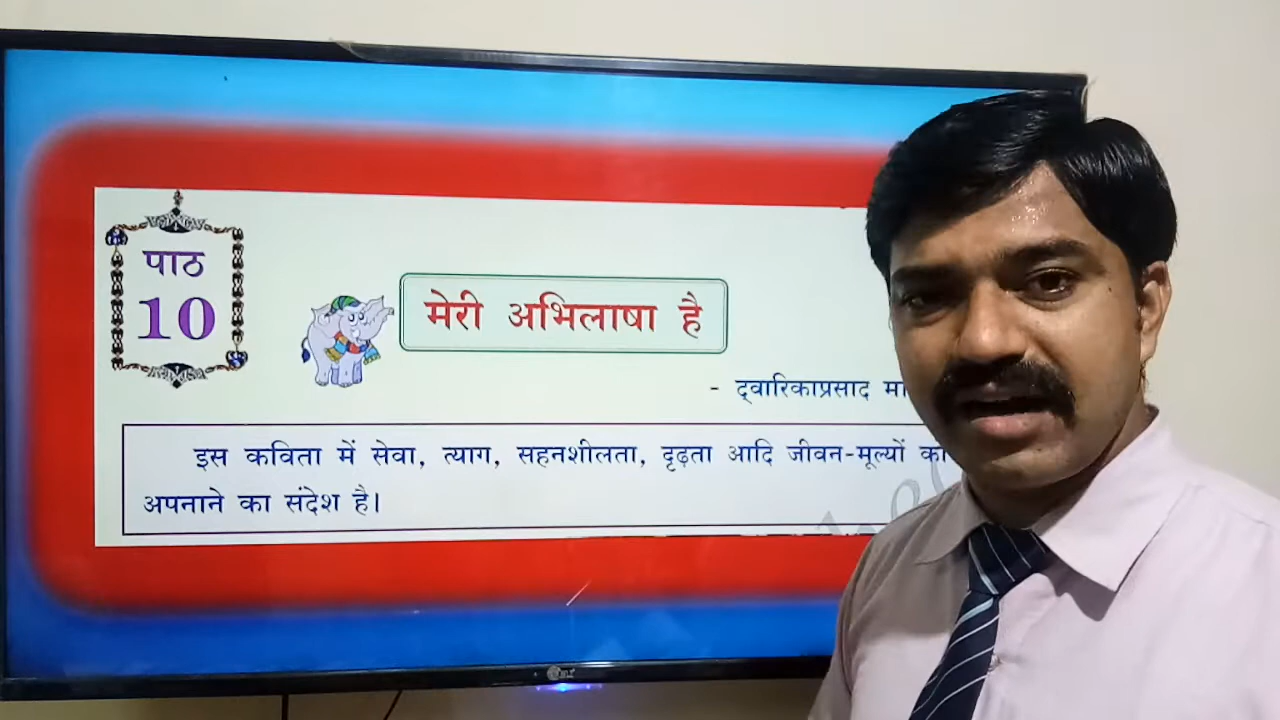 पाठ
10
मेरी अभिलाषा है
- द्वारिकाप्रसाद
इस कविता में सेवा, त्याग, सहनशीलता, दृढ़ता आदि जीवन-मूल्यों का
अपनाने का संदेश है।